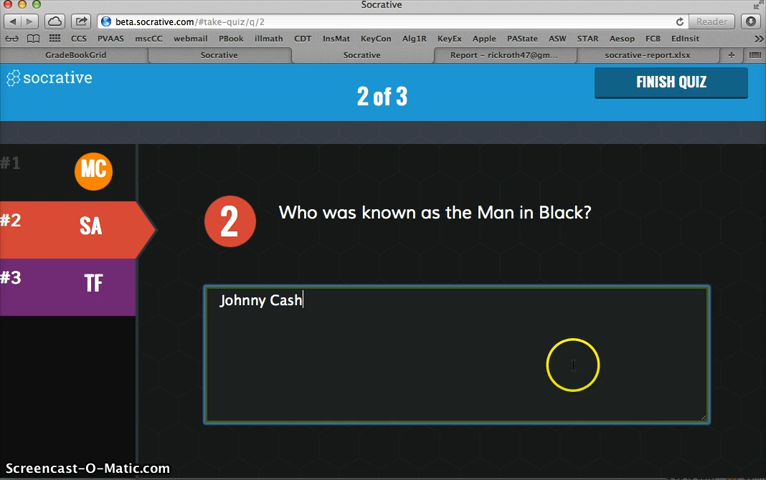 Socrative
beta.socrative.com/#take-quiz/q/2
Reader
CCS PVAAS mscCC webmail PBook illmath CDT InsMat KeyCon Alg1R KeyEx Apple PAState ASW STAR Aesop FCB EdInsit
GradeBookGrid Socrative Socrative Report – rickroth47@gm... socrative-report.xlsx
socrative
2 of 3
FINISH QUIZ
#1 MC
#2 SA
#3 TF
2 Who was known as the Man in Black?
Johnny Cash
Screencast-O-Matic.com